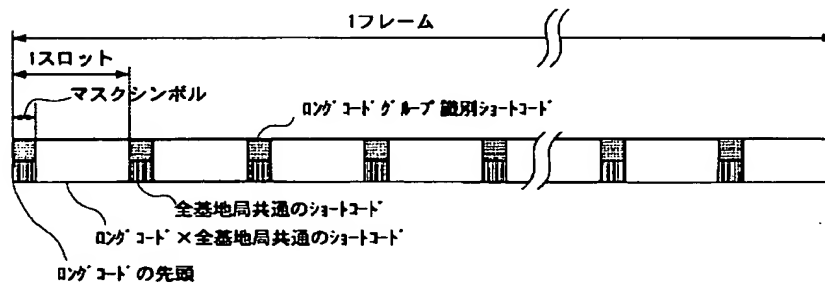 1フレーム
1スロット
マスクシンボル
ロングコードグループ識別ショートコード
全基地局共通のショートコード
ロングコード×全基地局共通のショートコード
ロングコードの先頭